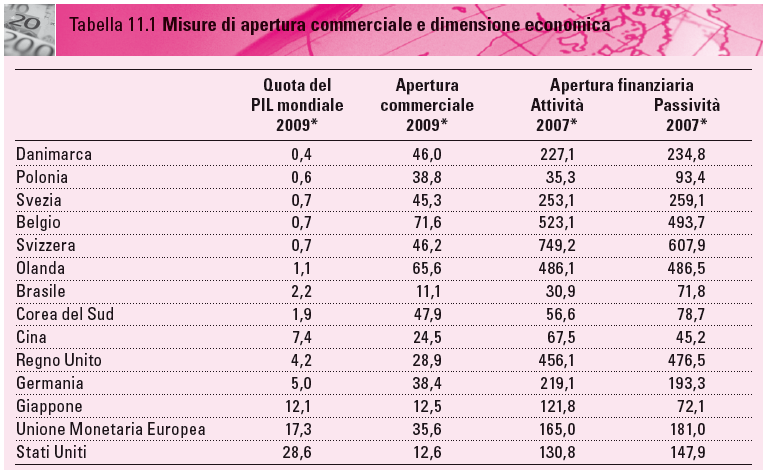 20
200
Tabella 11.1 Misure di apertura commerciale e dimensione economica
Quota del Apertura Apertura finanziaria
PIL mondiale commerciale Attività Passività
2009* 2009* 2007* 2007*
Danimarca 0,4 46,0 227,1 234,8
Polonia 0,6 38,8 35,3 93,4
Svezia 0,7 45,3 253,1 259,1
Belgio 0,7 71,6 523,1 493,7
Svizzera 0,7 46,2 749,2 607,9
Olanda 1,1 65,6 486,1 486,5
Brasile 2,2 11,1 30,9 71,8
Corea del Sud 1,9 47,9 56,6 78,7
Cina 7,4 24,5 67,5 45,2
Regno Unito 4,2 28,9 456,1 476,5
Germania 5,0 38,4 219,1 193,3
Giappone 12,1 12,5 121,8 72,1
Unione Monetaria Europea 17,3 35,6 165,0 181,0
Stati Uniti 28,6 12,6 130,8 147,9